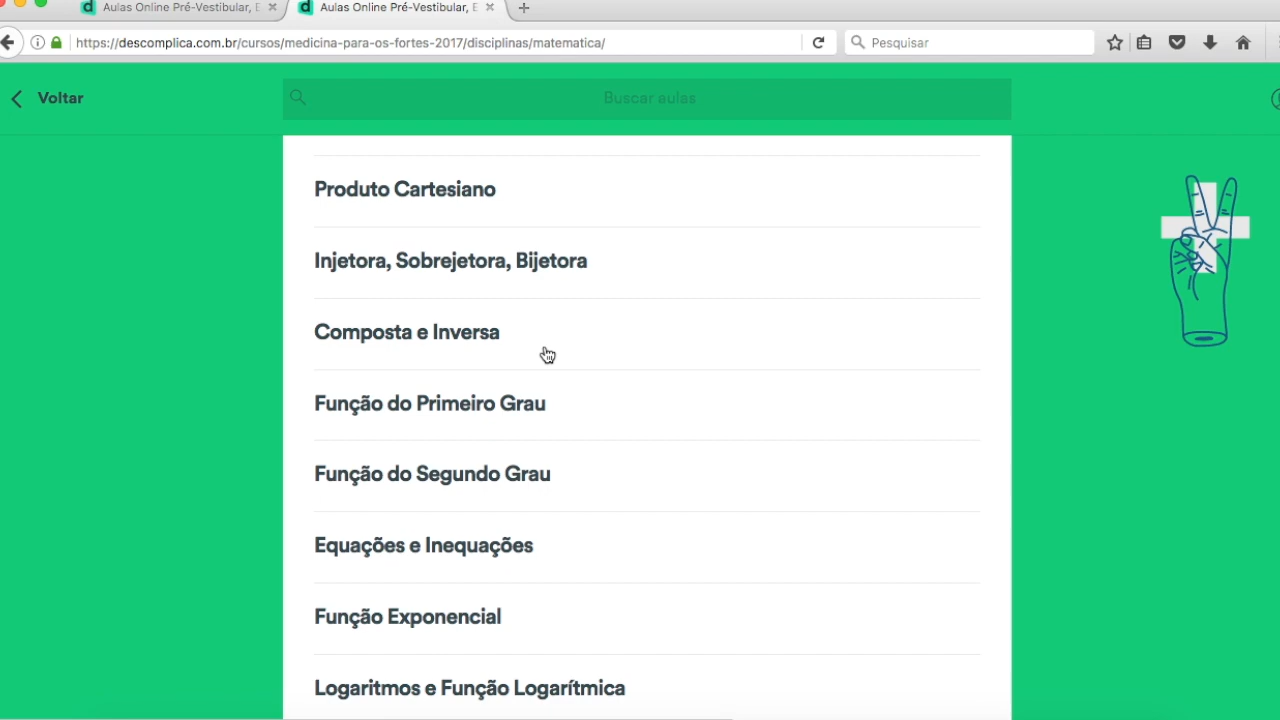 d Aulas Online Pré-Vestibular, E
d Aulas Online Pré-Vestibular, E
https://descomplica.com.br/cursos/medicina-para-os-fortes-2017/disciplinas/matematica/
Pesquisar
Voltar
Buscar aulas
Produto Cartesiano
Injetora, Sobrejetora, Bijetora
Composta e Inversa
Função do Primeiro Grau
Função do Segundo Grau
Equações e Inequações
Função Exponencial
Logaritmos e Função Logarítmica